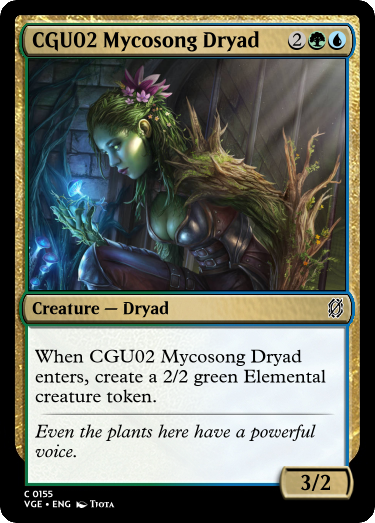 CGU02 Mycosong Dryad 2
Creature — Dryad
When CGU02 Mycosong Dryad
enters, create a 2/2 green Elemental
creature token.
Even the plants here have a powerful
voice.
3/2
C 0155
VGE • ENG Tiota